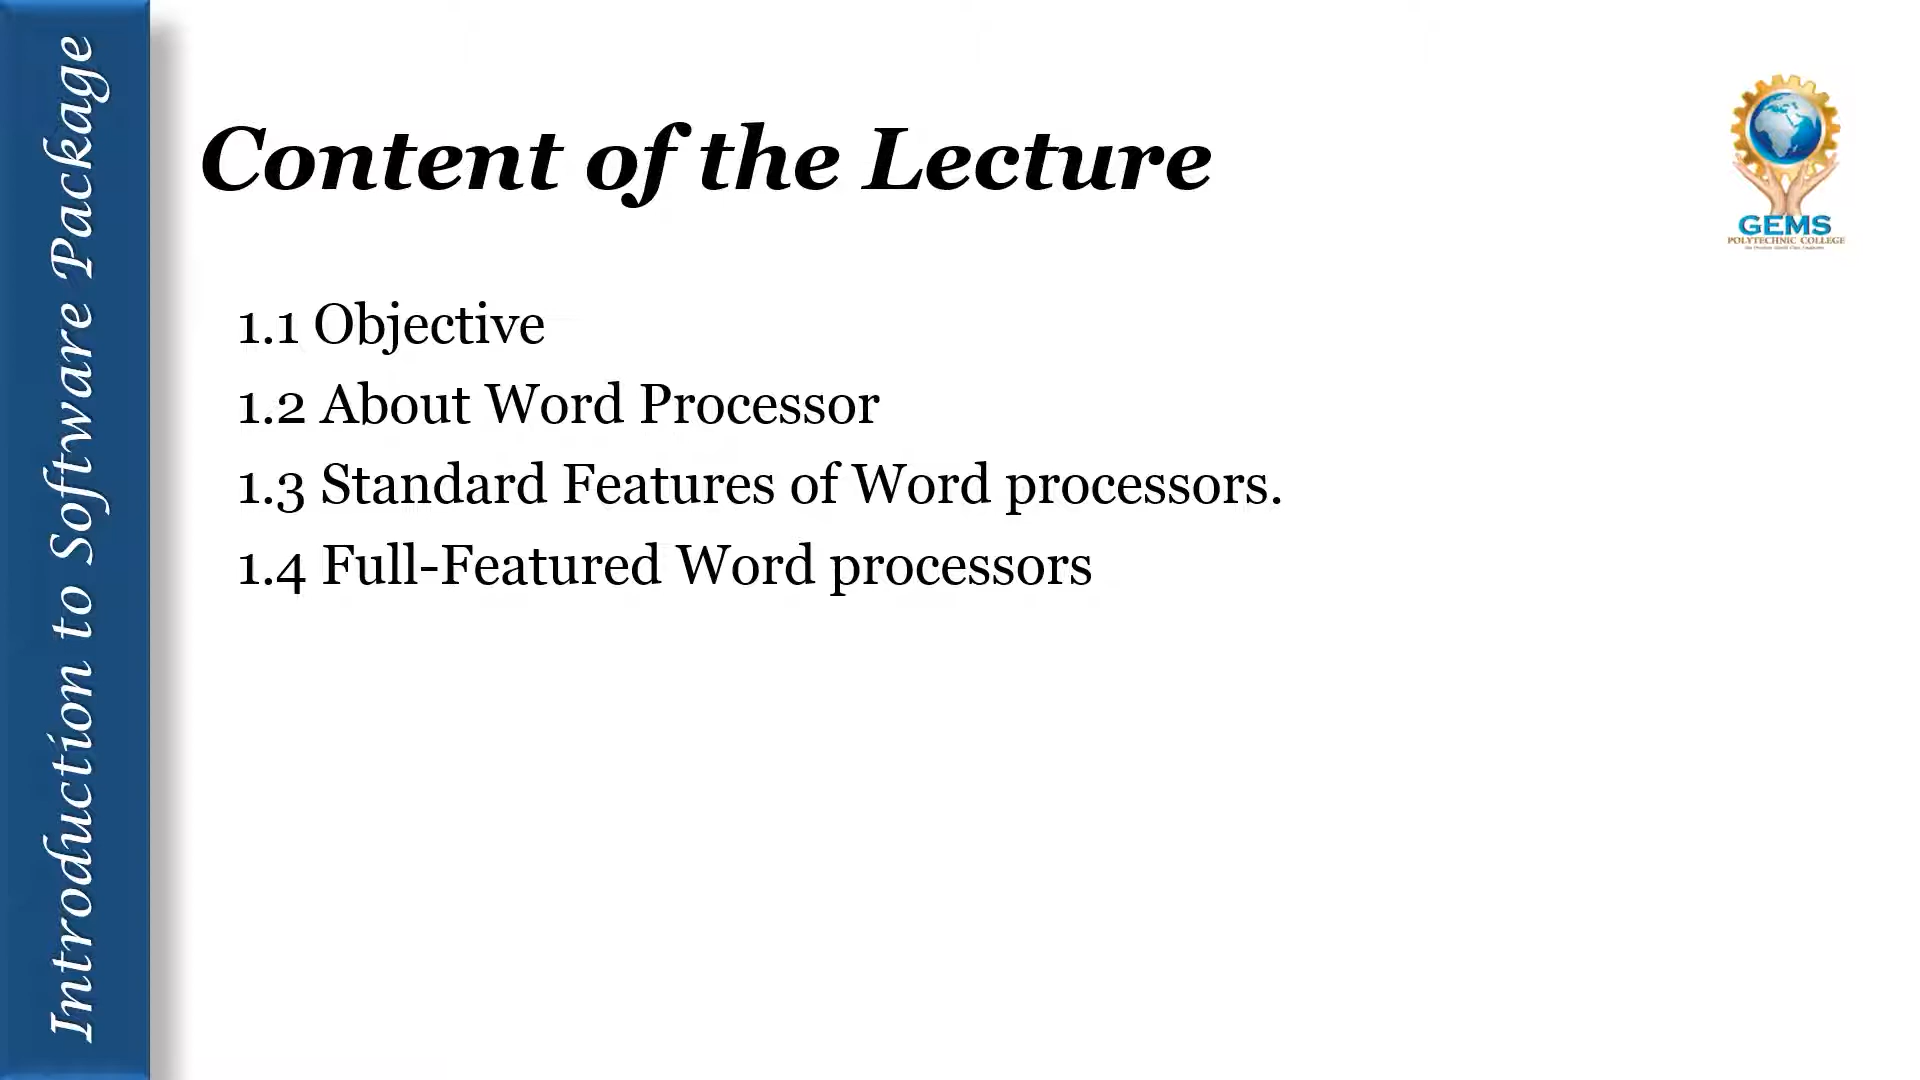 Introduction to Software Package
Content of the Lecture
GEMS
POLYTECHNIC COLLEGE
1.1 Objective
1.2 About Word Processor
1.3 Standard Features of Word processors.
1.4 Full-Featured Word processors